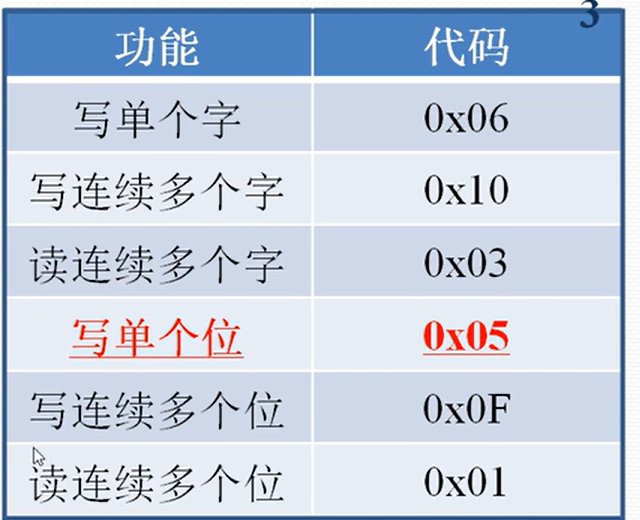 3
功能 代码
写单个字 0x06
写连续多个字 0x10
读连续多个字 0x03
写单个位 0x05
写连续多个位 0x0F
读连续多个位 0x01